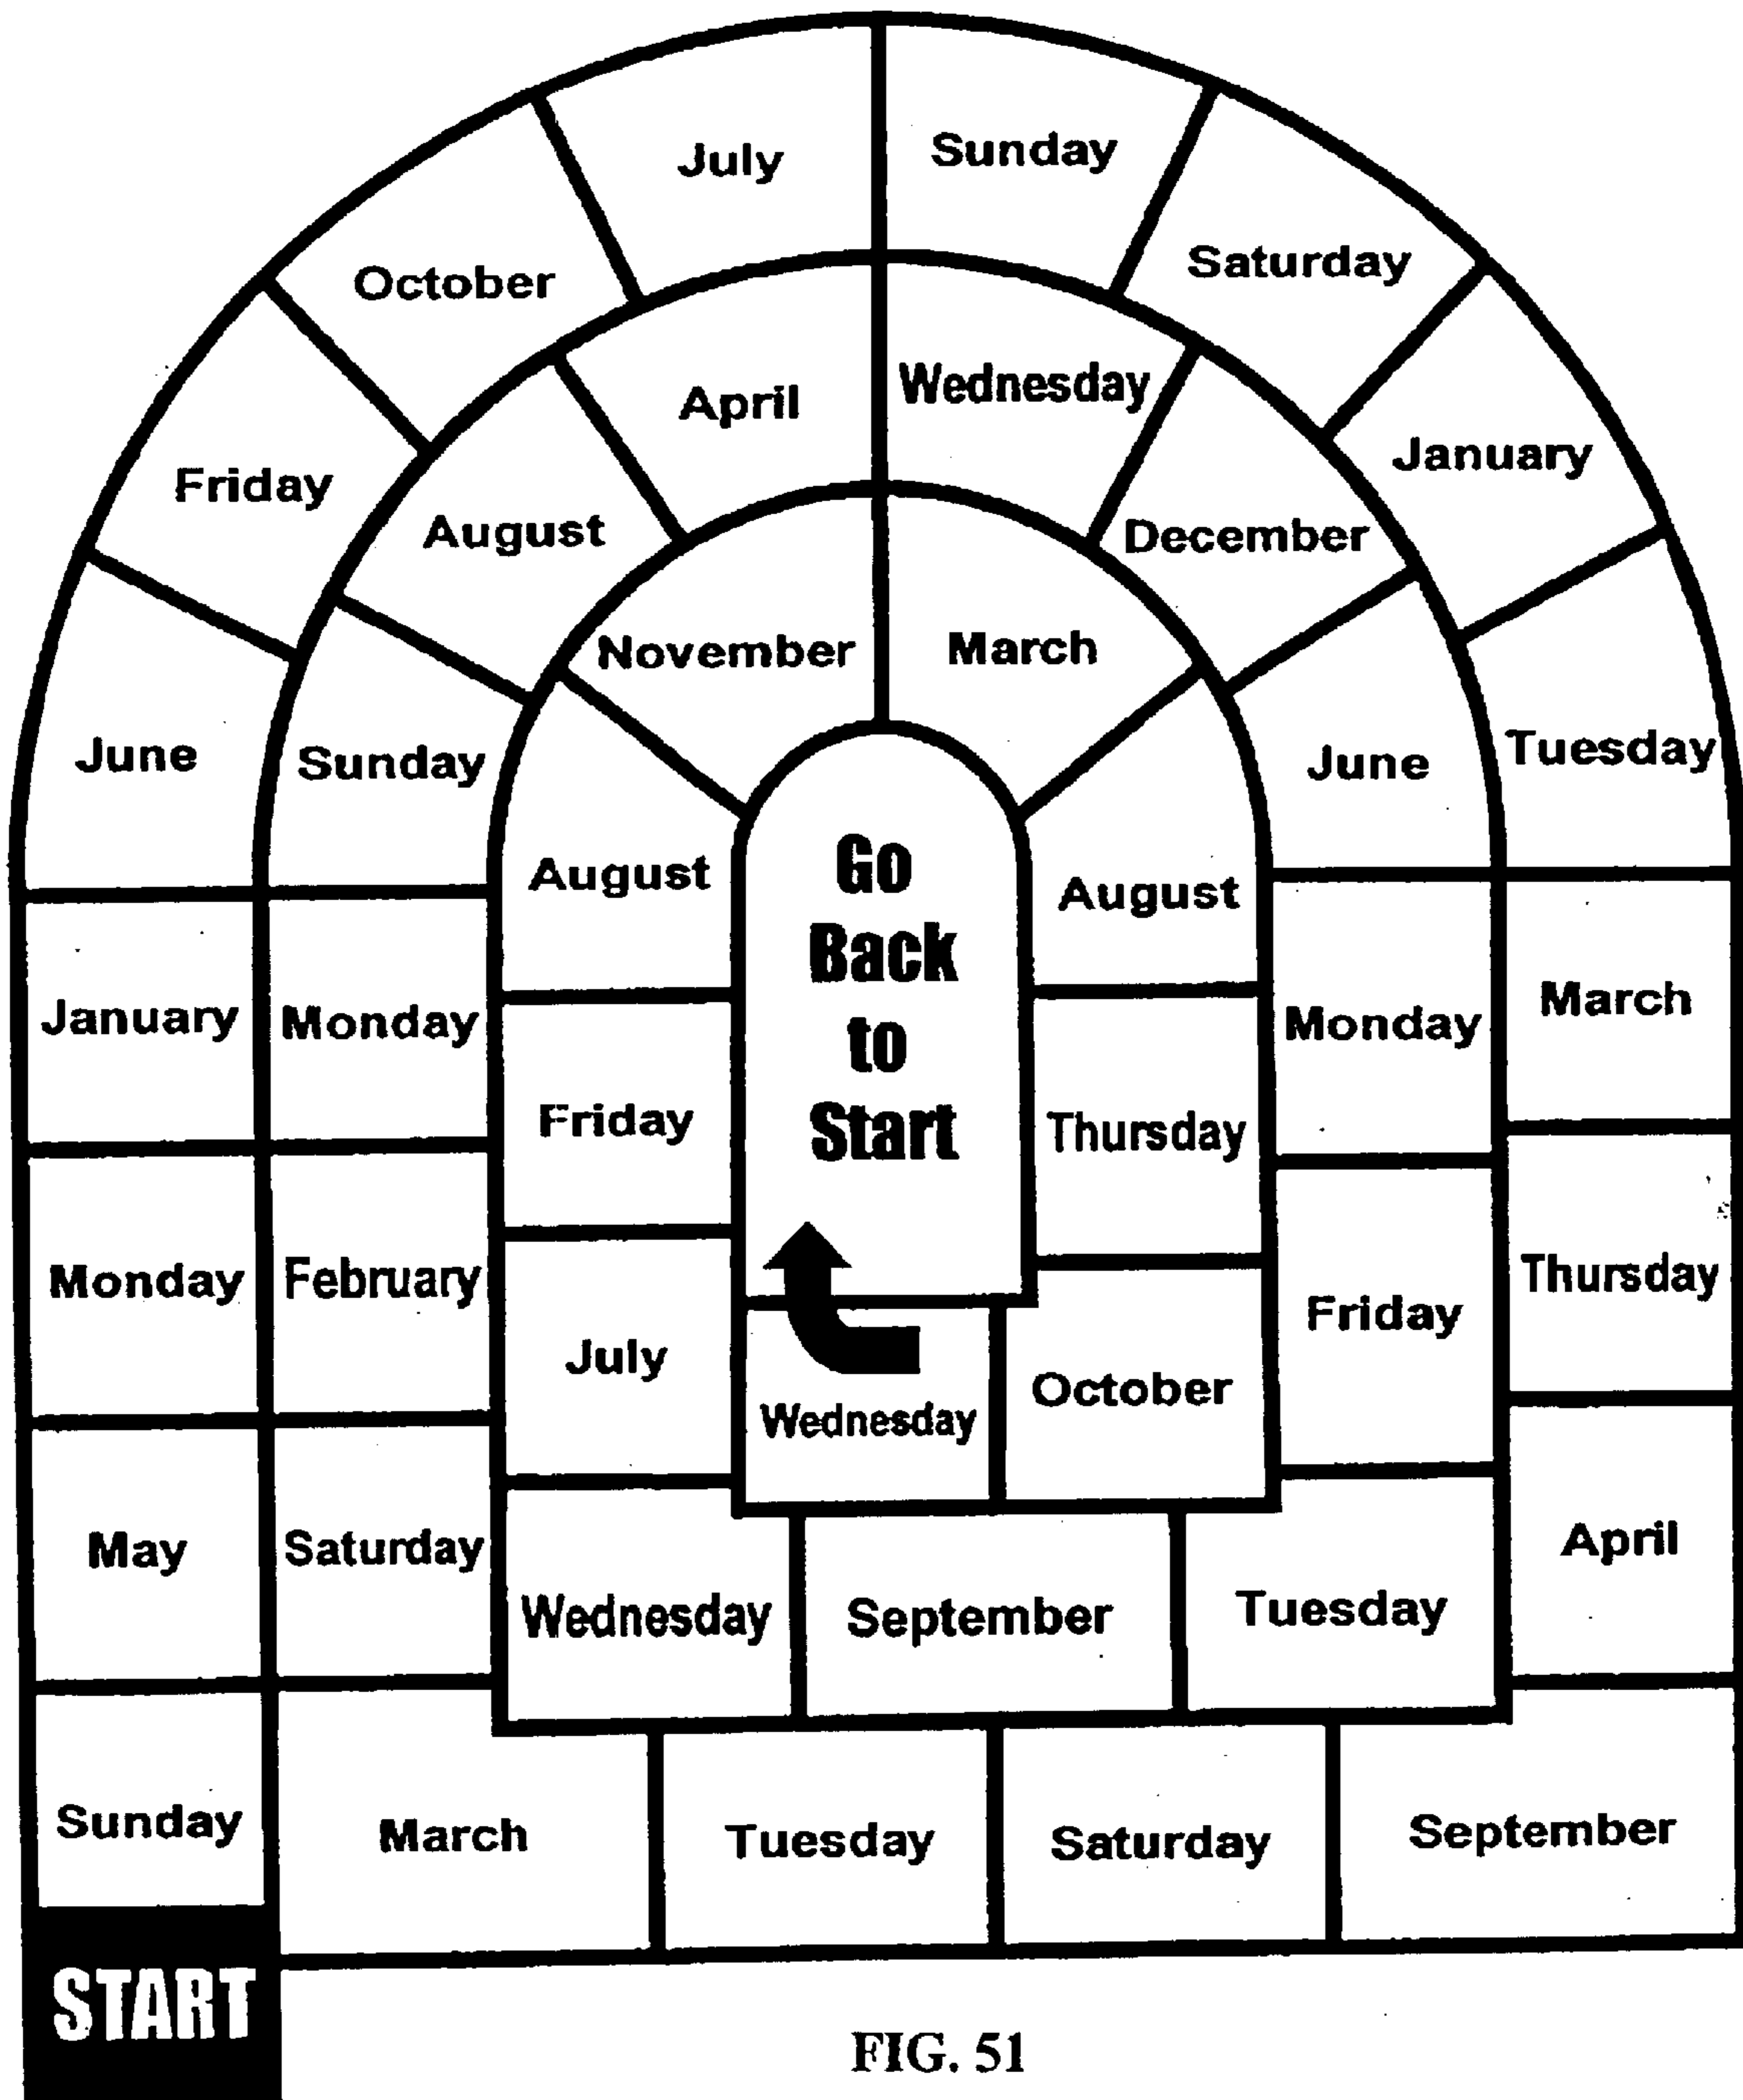 START
Sunday
May
Monday
January
June
Friday
October
July
Sunday
Saturday
January
Tuesday
March
Thursday
April
September
Saturday
Tuesday
March
Saturday
February
Monday
Sunday
August
April
Wednesday
December
June
Monday
Friday
Tuesday
September
Wednesday
July
Friday
August
November
March
August
Thursday
October
Wednesday
Go
Back
to
Start
FIG. 51